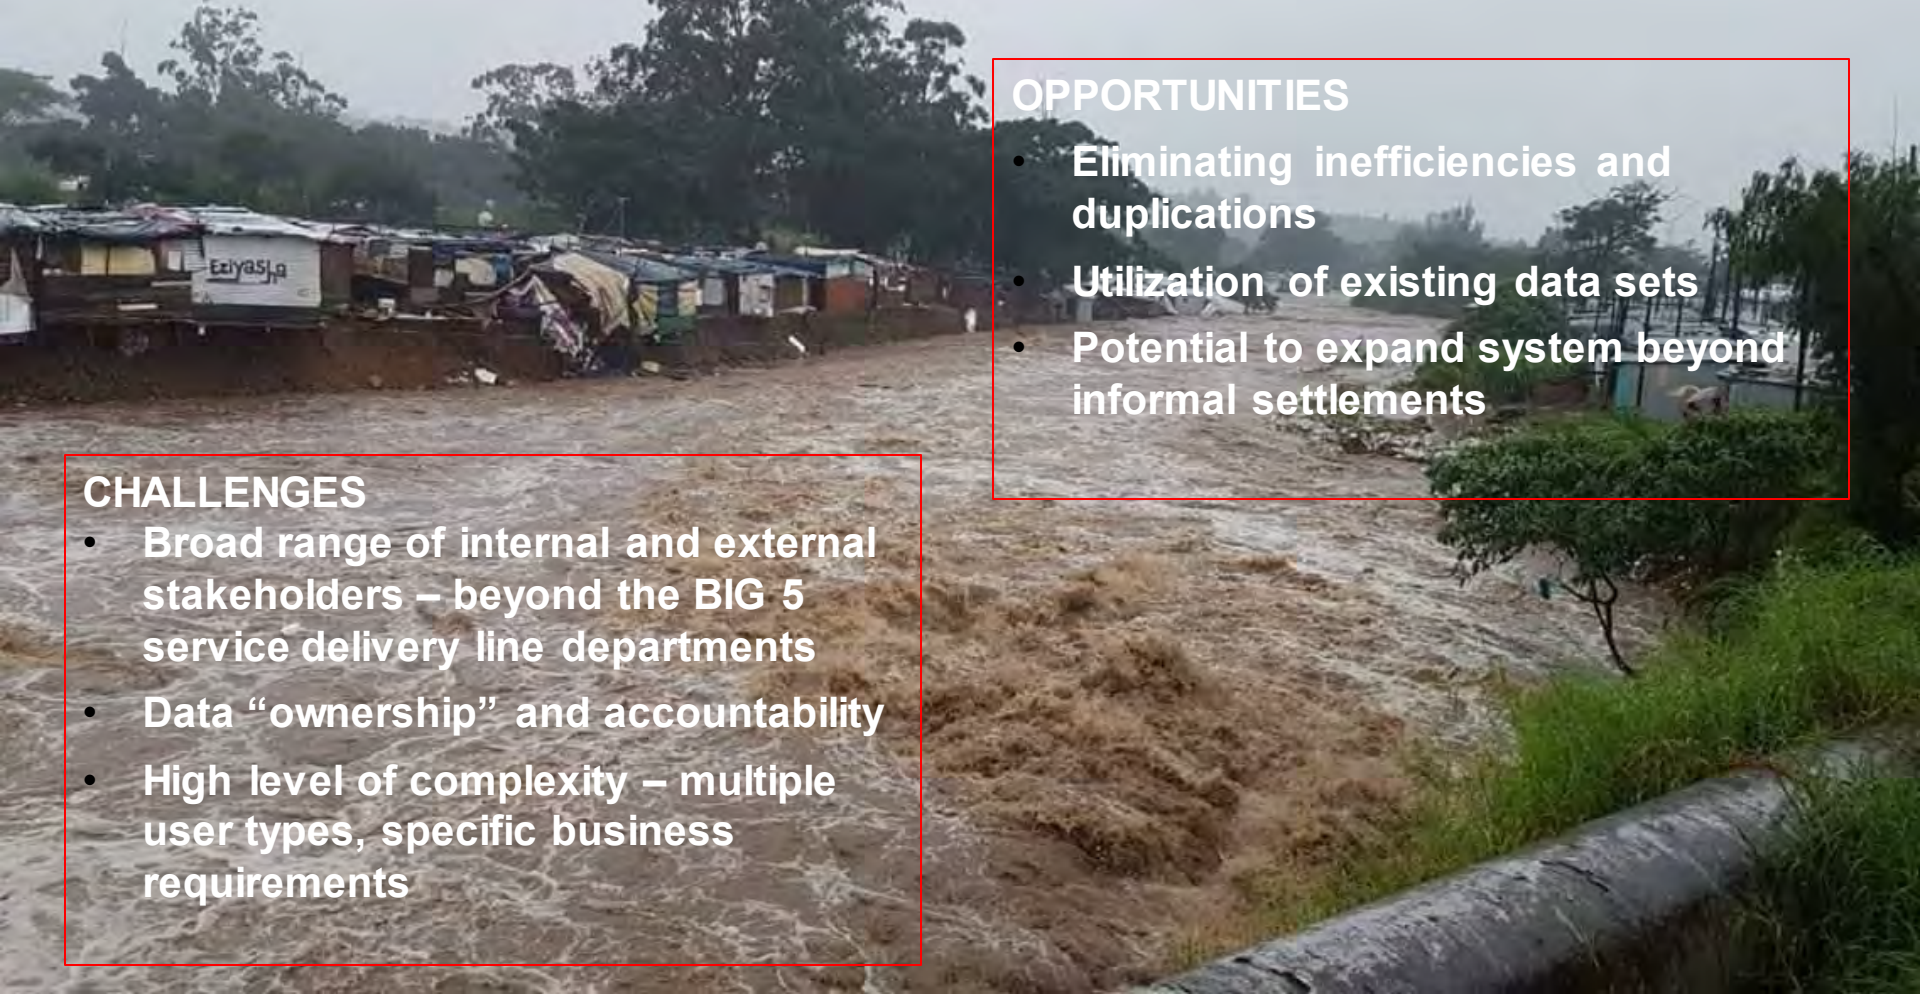 OPPORTUNITIES
• Eliminating inefficiencies and
duplications
• Utilization of existing data sets
• Potential to expand system beyond
informal settlements
Eziyasha
CHALLENGES
• Broad range of internal and external
stakeholders – beyond the BIG 5
service delivery line departments
• Data “ownership” and accountability
• High level of complexity – multiple
user types, specific business
requirements